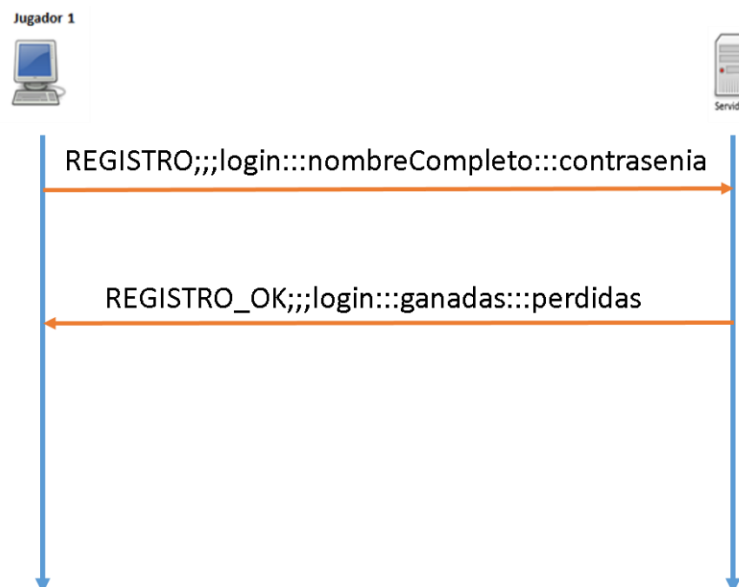 Jugador 1
REGISTRO;;;login:::nombreCompleto:::contrasenia
REGISTRO_OK;;;login:::ganadas:::perdidas